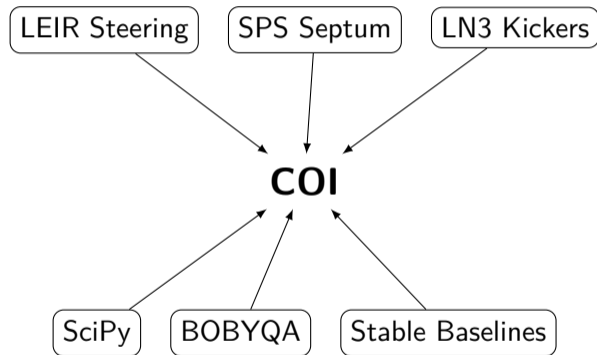 LEIR Steering
SPS Septum
LN3 Kickers
COI
SciPy
BOBYQA
Stable Baselines